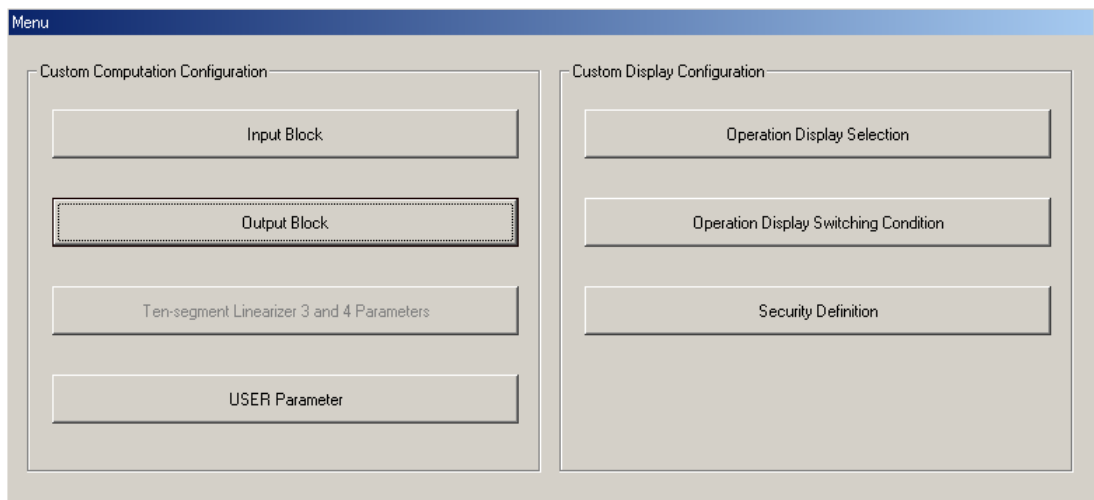 Menu
Custom Computation Configuration
Input Block
Output Block
Ten-segment Linearizer 3 and 4 Parameters
USER Parameter
Custom Display Configuration
Operation Display Selection
Operation Display Switching Condition
Security Definition